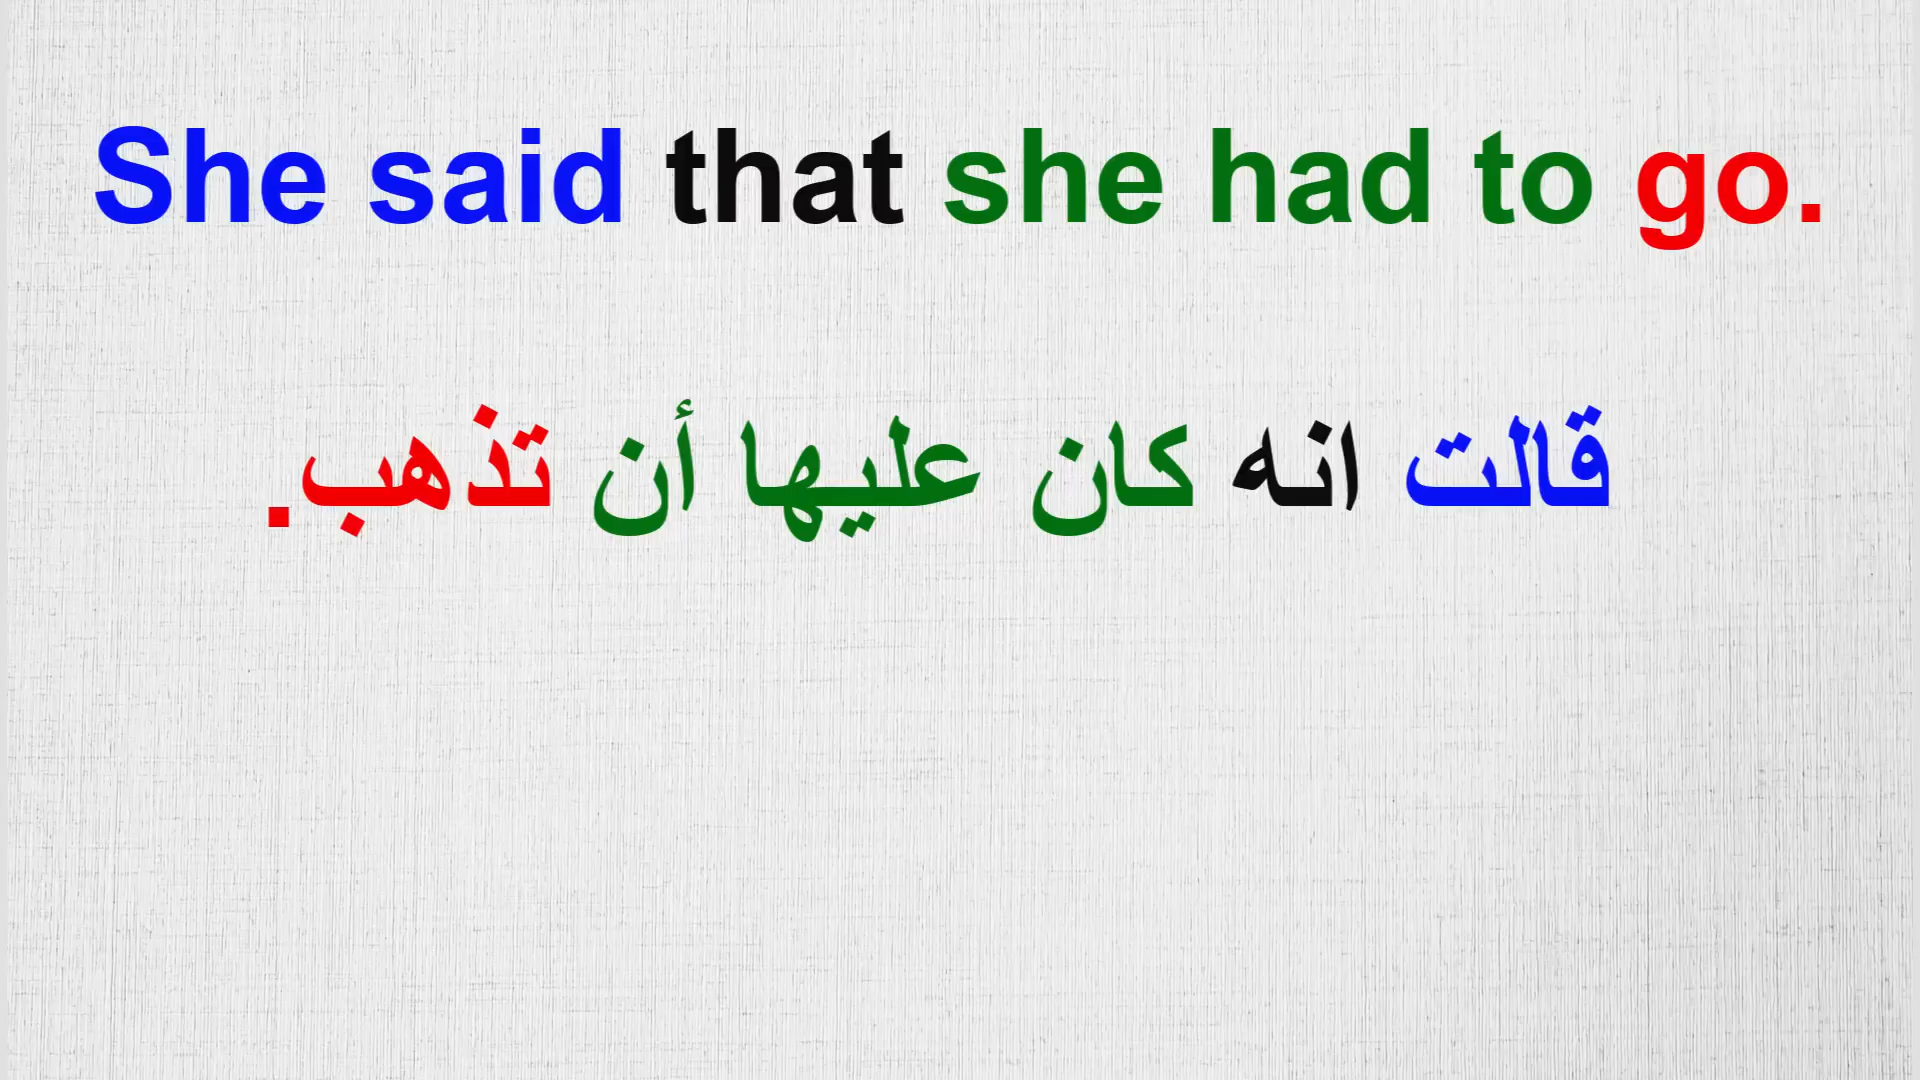 She said that she had to go.
قالت انه كان عليها أن تذهب.